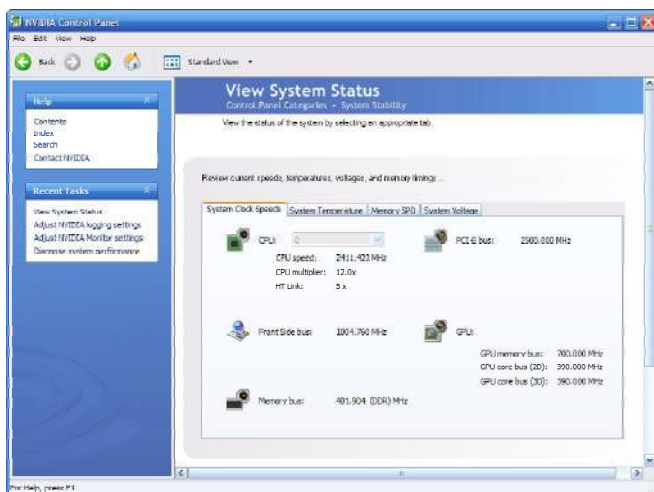 NVIDIA Control Panel
File Edit View Help
Back Standard View
Help
Contents
Index
Search
Contact NVIDIA
Recent Tasks
View System Status
Adjust NVIDIA logging settings
Adjust NVIDIA Monitor settings
Diagnose system performance
View System Status
Control Panel Categories - System Stability
View the status of the system by selecting an appropriate tab.
Review current speeds, temperatures, voltages, and memory timings ...
System Clock Speeds System Temperature Memory SPD System Voltage
CPU: 0
CPU speed: 2411.423 MHz
CPU multiplier: 12.0x
HT Link: 5 x
PCI-E bus: 2500.000 MHz
Front Side bus: 1004.760 MHz
GPU:
GPU memory bus: 700.000 MHz
GPU core bus (2D): 390.000 MHz
GPU core bus (3D): 390.000 MHz
Memory bus: 401.904 (DDR) MHz
For Help, press F1